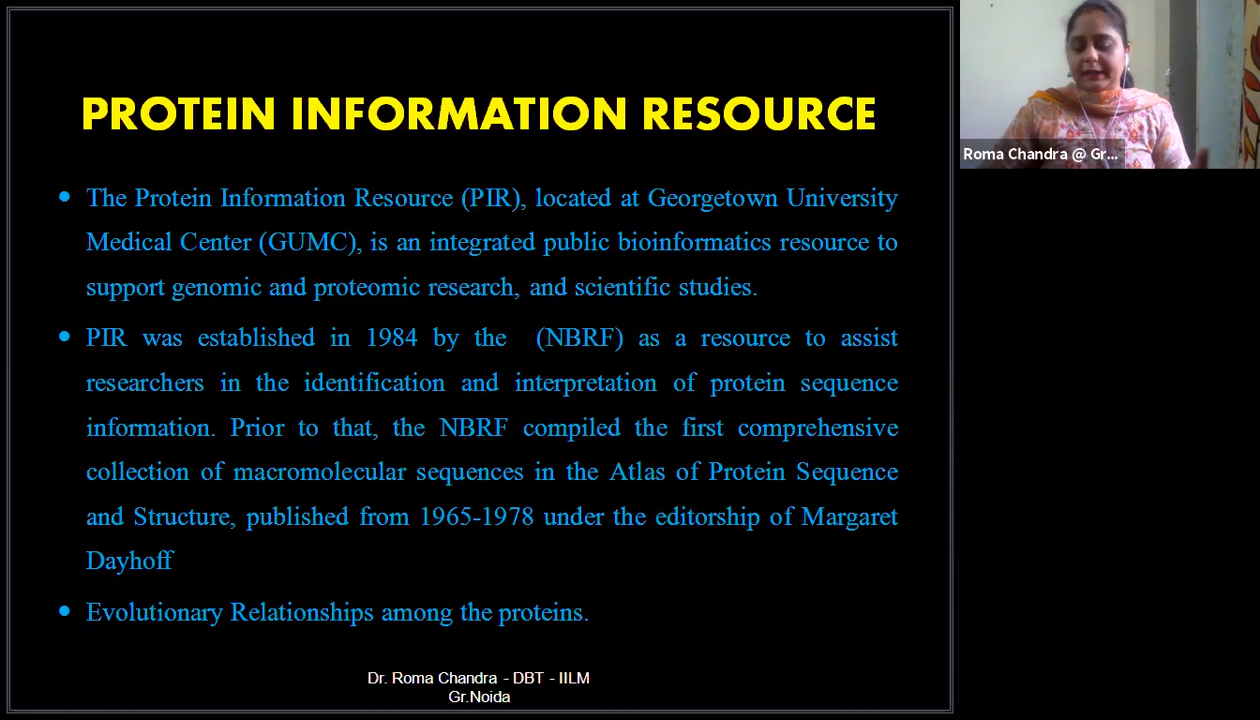 PROTEIN INFORMATION RESOURCE
• The Protein Information Resource (PIR), located at Georgetown University
Medical Center (GUMC), is an integrated public bioinformatics resource to
support genomic and proteomic research, and scientific studies.
• PIR was established in 1984 by the (NBRF) as a resource to assist
researchers in the identification and interpretation of protein sequence
information. Prior to that, the NBRF compiled the first comprehensive
collection of macromolecular sequences in the Atlas of Protein Sequence
and Structure, published from 1965-1978 under the editorship of Margaret
Dayhoff
• Evolutionary Relationships among the proteins.
Dr. Roma Chandra - DBT - IILM
Gr.Noida
Roma Chandra @ Gr...